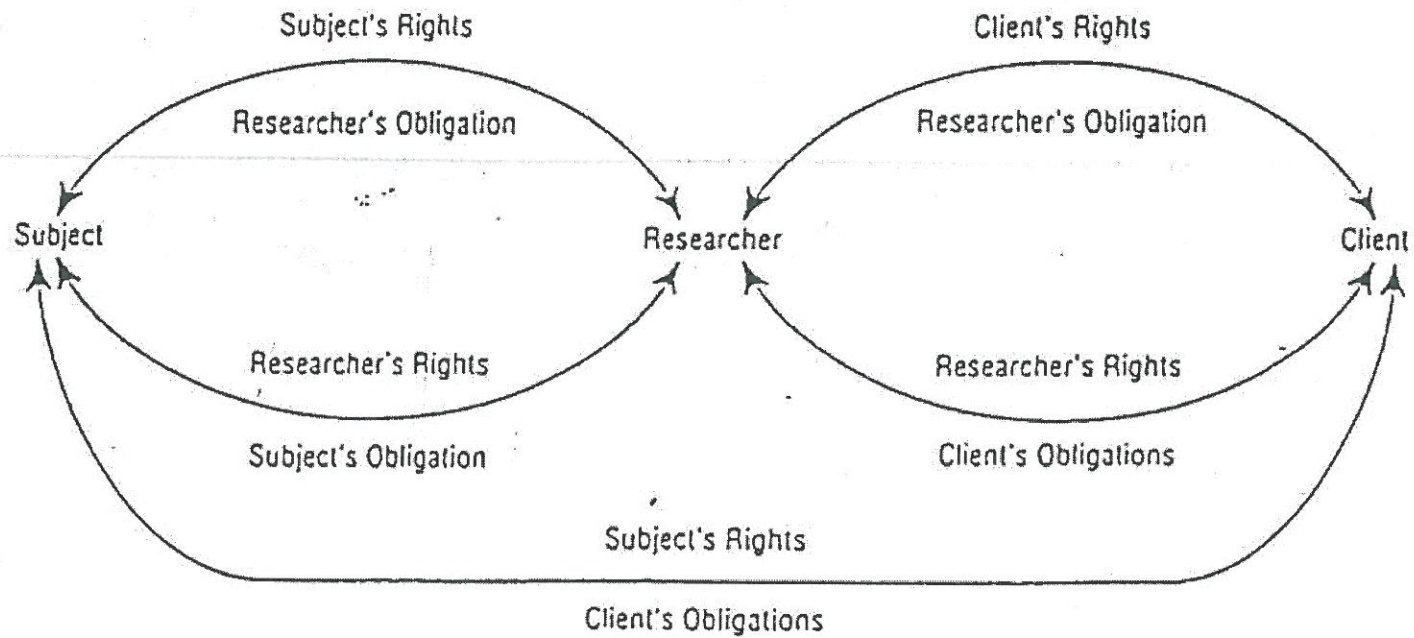 Subject's Rights
Client's Rights
Researcher's Obligation
Researcher's Obligation
Subject
Researcher
Client
Researcher's Rights
Researcher's Rights
Subject's Obligation
Client's Obligations
Subject's Rights
Client's Obligations